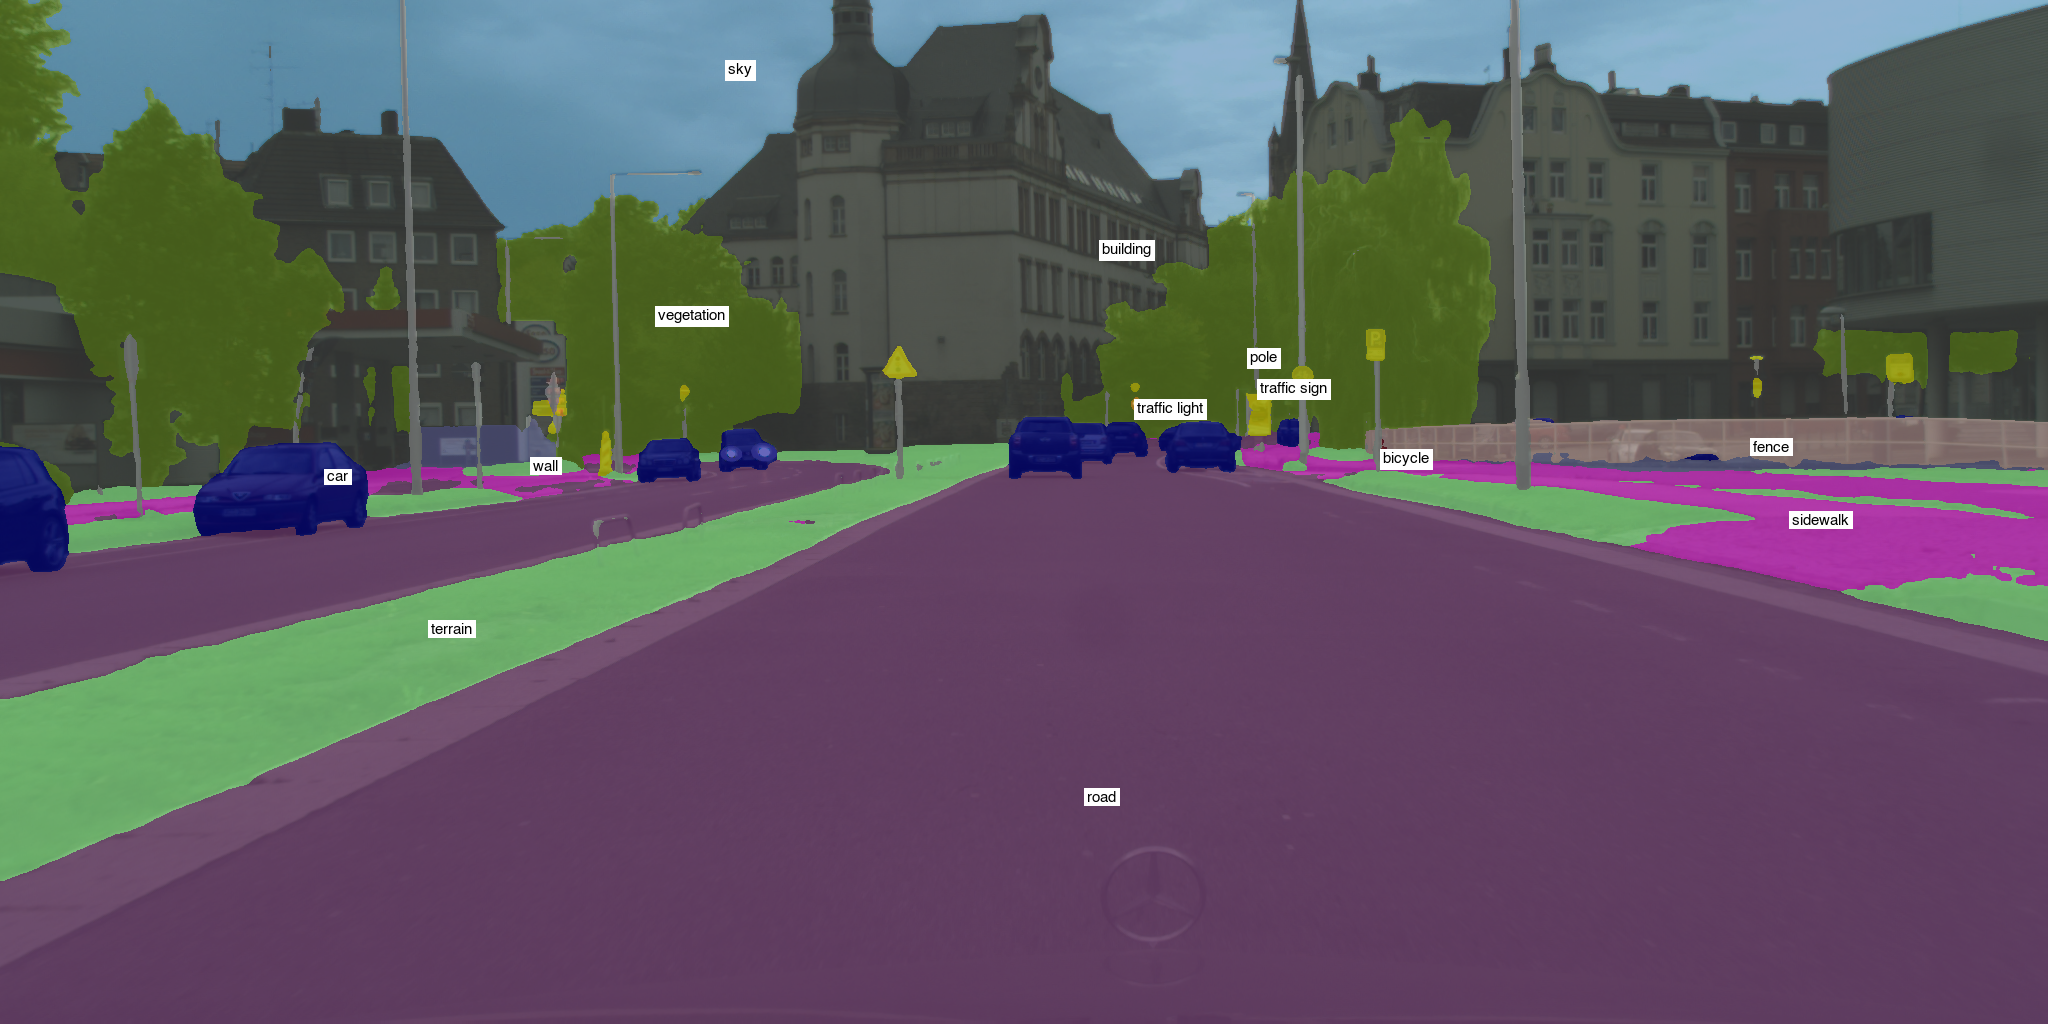 sky
building
vegetation
P
pole
traffic sign
traffic light
fence
bicycle
wall
car
sidewalk
terrain
road